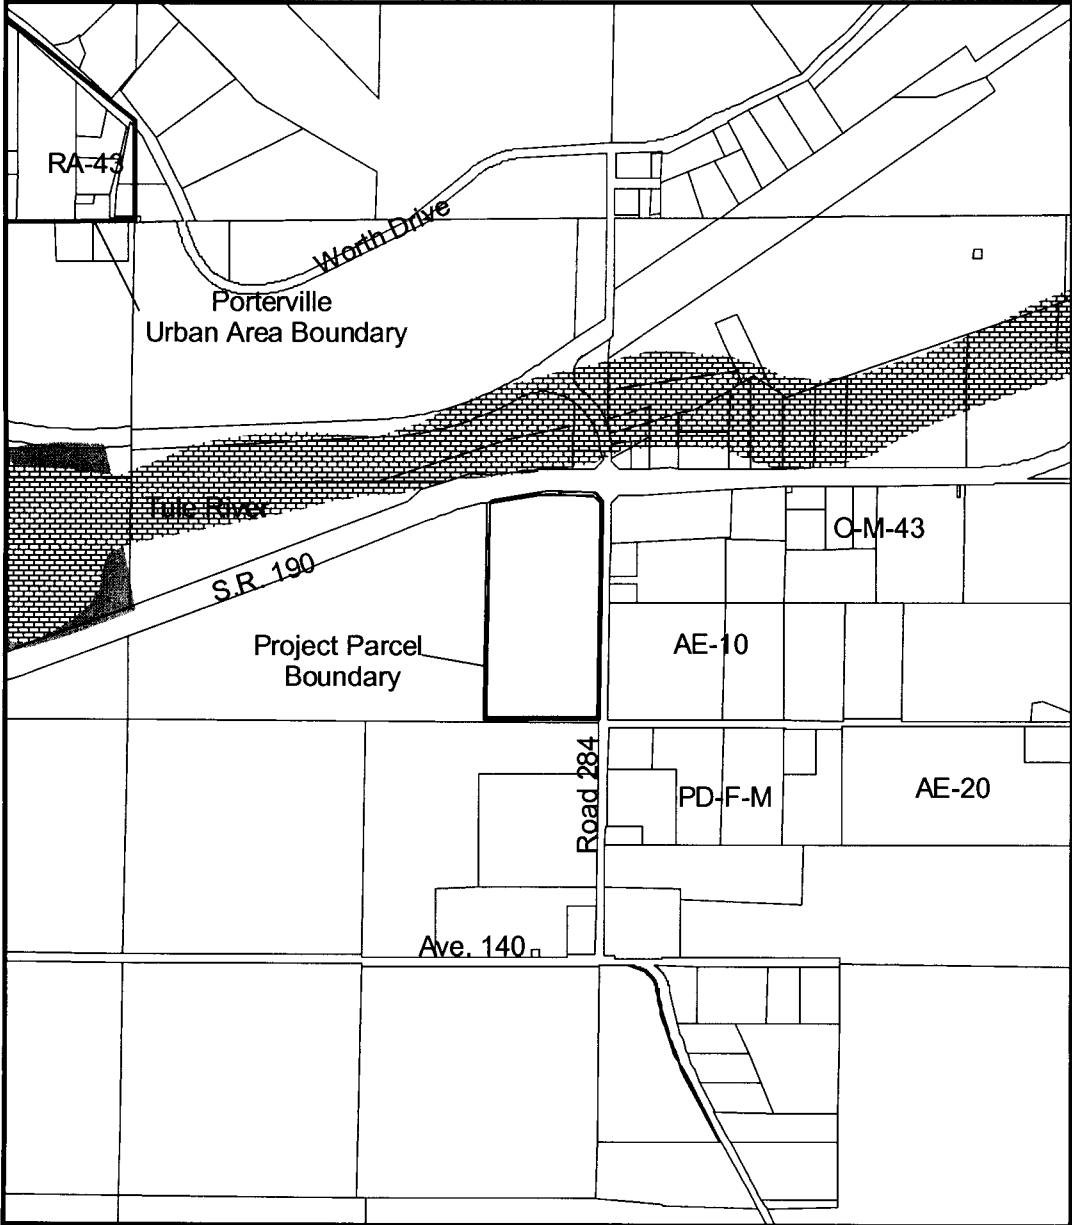 RA-43
Worth Drive
Porterville
Urban Area Boundary
Tule River
O-M-43
S.R. 190
Project Parcel
Boundary
AE-10
Road 284
PD-F-M
AE-20
Ave. 140